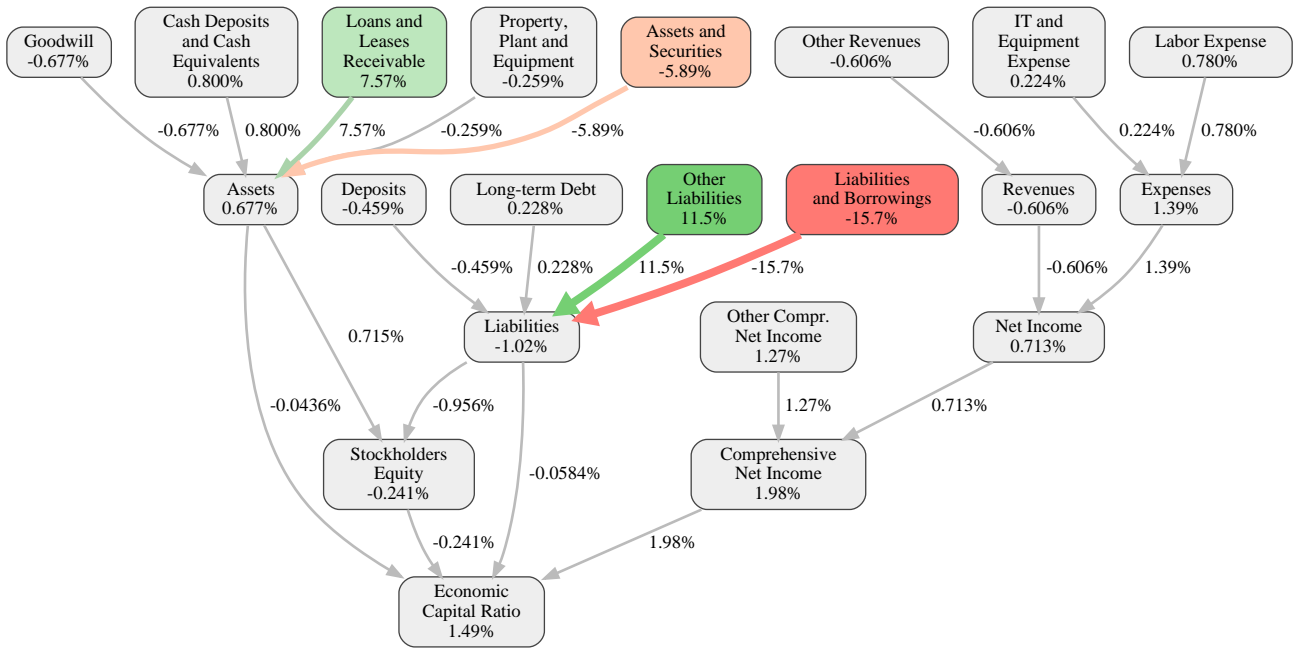 Goodwill
-0.677%
Cash Deposits
and Cash
Equivalents
0.800%
Loans and
Leases
Receivable
7.57%
Property,
Plant and
Equipment
-0.259%
Assets and
Securities
-5.89%
Other Revenues
-0.606%
IT and
Equipment
Expense
0.224%
Labor Expense
0.780%
-0.677%
0.800%
7.57%
-0.259%
-5.89%
-0.606%
0.224%
0.780%
Assets
0.677%
Deposits
-0.459%
Long-term Debt
0.228%
Other
Liabilities
11.5%
Liabilities
and Borrowings
-15.7%
Revenues
-0.606%
Expenses
1.39%
-0.459%
0.228%
11.5%
-15.7%
-0.606%
1.39%
Liabilities
-1.02%
Other Compr.
Net Income
1.27%
Net Income
0.713%
0.715%
-0.0436%
-0.956%
1.27%
0.713%
Stockholders
Equity
-0.241%
-0.0584%
Comprehensive
Net Income
1.98%
-0.241%
1.98%
Economic
Capital Ratio
1.49%